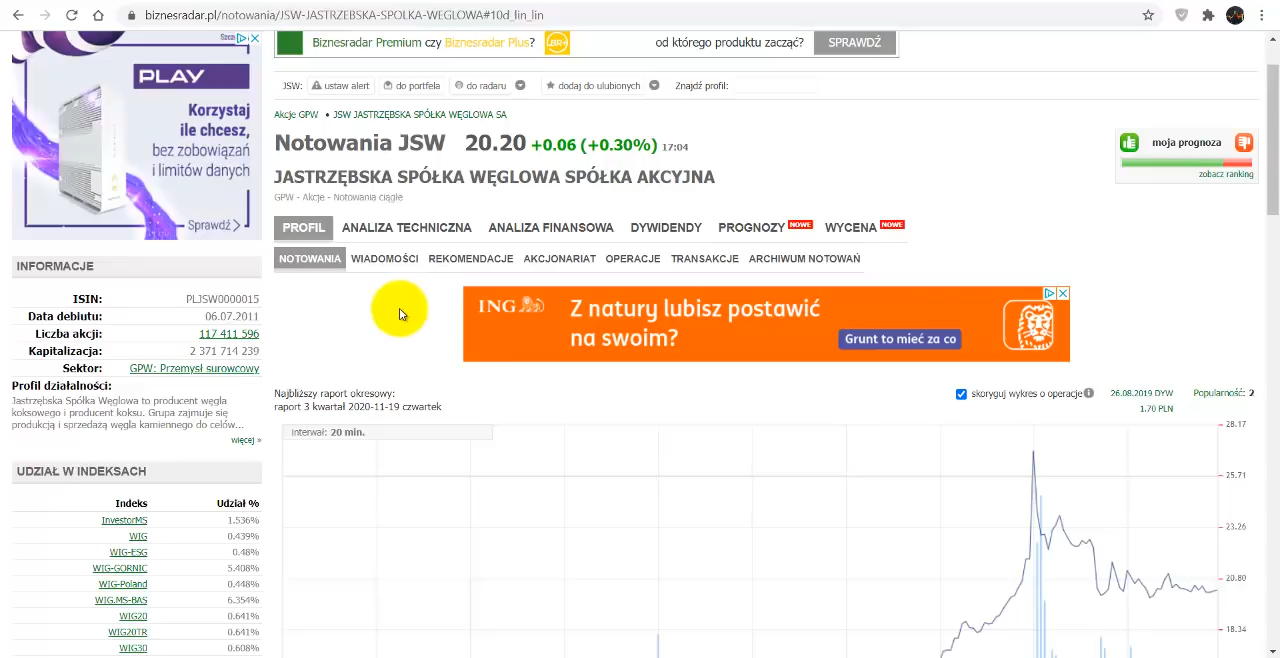 biznesradar.pl/notowania/JSW-JASTRZEBSKA-SPOLKA-WEGLOWA#10d_lin_lin
Biznesradar Premium czy Biznesradar Plus? BR+ od którego produktu zacząć? SPRAWDŹ
JSW: ustaw alert do portfela do radaru dodaj do ulubionych Znajdź profil:
PLAY
Korzystaj
ile chcesz,
bez zobowiązań
i limitów danych
Sprawdź
Akcje GPW • JSW JASTRZĘBSKA SPÓŁKA WĘGLOWA SA
Notowania JSW 20.20 +0.06 (+0.30%) 17:04
JASTRZĘBSKA SPÓŁKA WĘGLOWA SPÓŁKA AKCYJNA
GPW - Akcje - Notowania ciągłe
moja prognoza
zobacz ranking
PROFIL ANALIZA TECHNICZNA ANALIZA FINANSOWA DYWIDENDY PROGNOZY NOWE WYCENA NOWE
NOTOWANIA WIADOMOŚCI REKOMENDACJE AKCJONARIAT OPERACJE TRANSAKCJE ARCHIWUM NOTOWAŃ
INFORMACJE
ISIN: PLJSW0000015
Data debiutu: 06.07.2011
Liczba akcji: 117 411 596
Kapitalizacja: 2 371 714 239
Sektor: GPW: Przemysł surowcowy
Profil działalności:
Jastrzębska Spółka Węglowa to producent węgla
koksowego i producent koksu. Grupa zajmuje się
produkcją i sprzedażą węgla kamiennego do celów...
więcej »
UDZIAŁ W INDEKSACH
Indeks Udział %
InvestorMS 1.536%
WIG 0.439%
WIG-ESG 0.48%
WIG-GORNIC 5.408%
WIG-Poland 0.448%
WIG.MS-BAS 6.354%
WIG20 0.641%
WIG20TR 0.641%
WIG30 0.608%
ING
Z natury lubisz postawić
na swoim?
Grunt to mieć za co
Najbliższy raport okresowy:
raport 3 kwartał 2020-11-19 czwartek
skoryguj wykres o operacje 26.08.2019 DYW Popularność: 2
1.70 PLN
Interwał: 20 min.
28.17
25.71
23.26
20.80
18.34